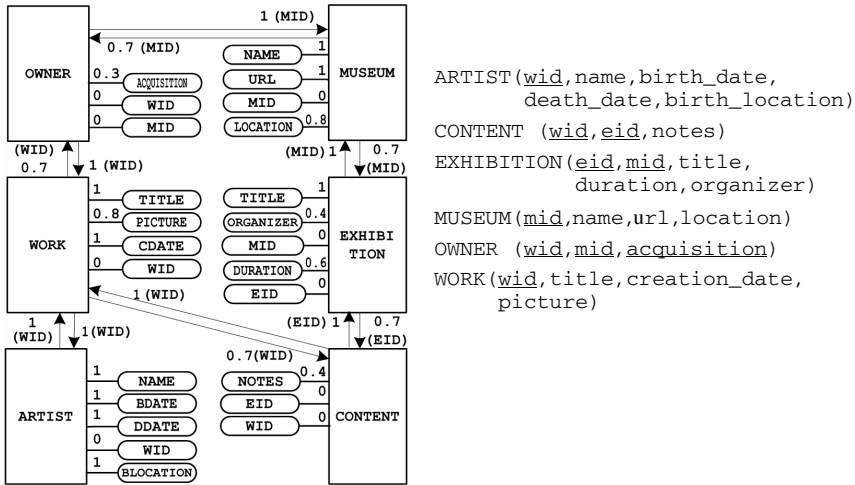 1 (MID)
0.7 (MID)
OWNER
0.3
ACQUISITION
0
WID
0
MID
NAME
1
URL
1
MID
0
LOCATION
0.8
MUSEUM
(WID)
0.7
1 (WID)
(MID) 1
0.7
(MID)
WORK
1
TITLE
0.8
PICTURE
1
CDATE
0
WID
TITLE
1
ORGANIZER
0.4
MID
0
DURATION
0.6
EID
0
EXHIBI
TION
1 (WID)
1
(WID)
1(WID)
0.7(WID)
(EID) 1
0.7
(EID)
ARTIST
1
NAME
1
BDATE
1
DDATE
0
WID
1
BLOCATION
NOTES
0.4
EID
0
WID
0
CONTENT
ARTIST(wid,name,birth_date,
death_date,birth_location)
CONTENT (wid,eid,notes)
EXHIBITION(eid,mid,title,
duration,organizer)
MUSEUM(mid,name,url,location)
OWNER (wid,mid,acquisition)
WORK(wid,title,creation_date,
picture)